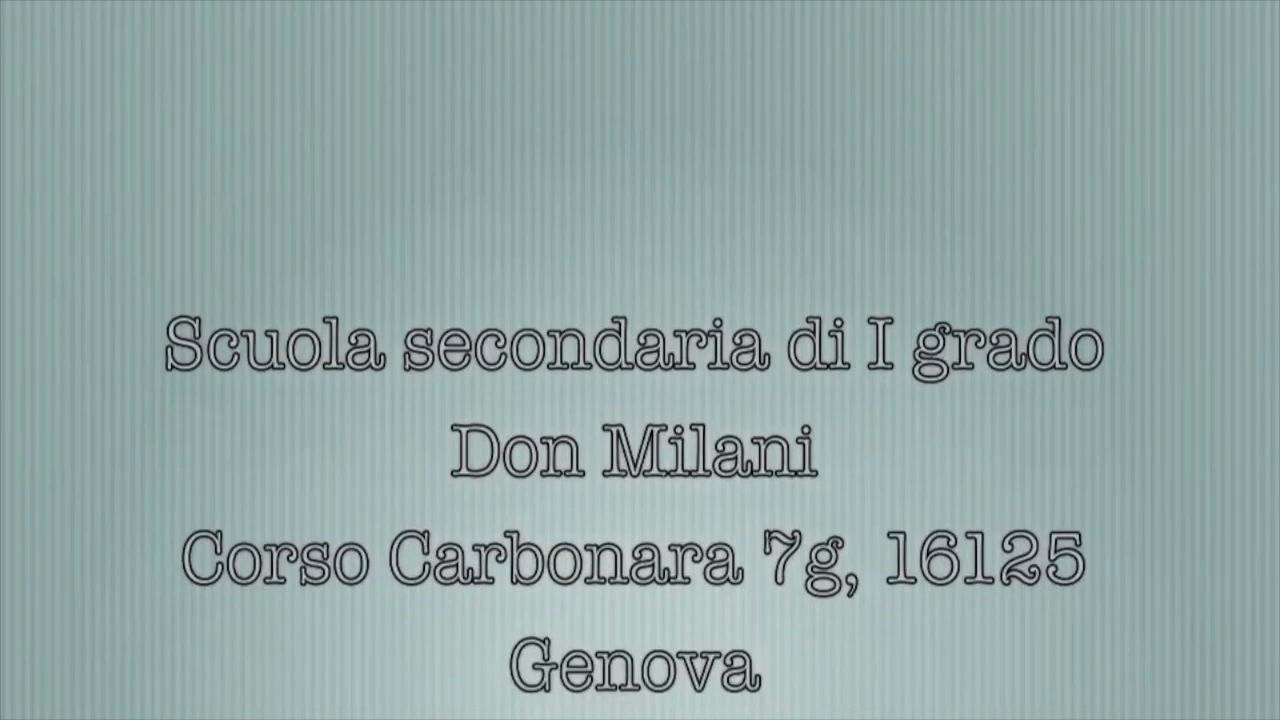 Scuola secondaria di I grado
Don Milani
Corso Carbonara 7g, 16125
Genova